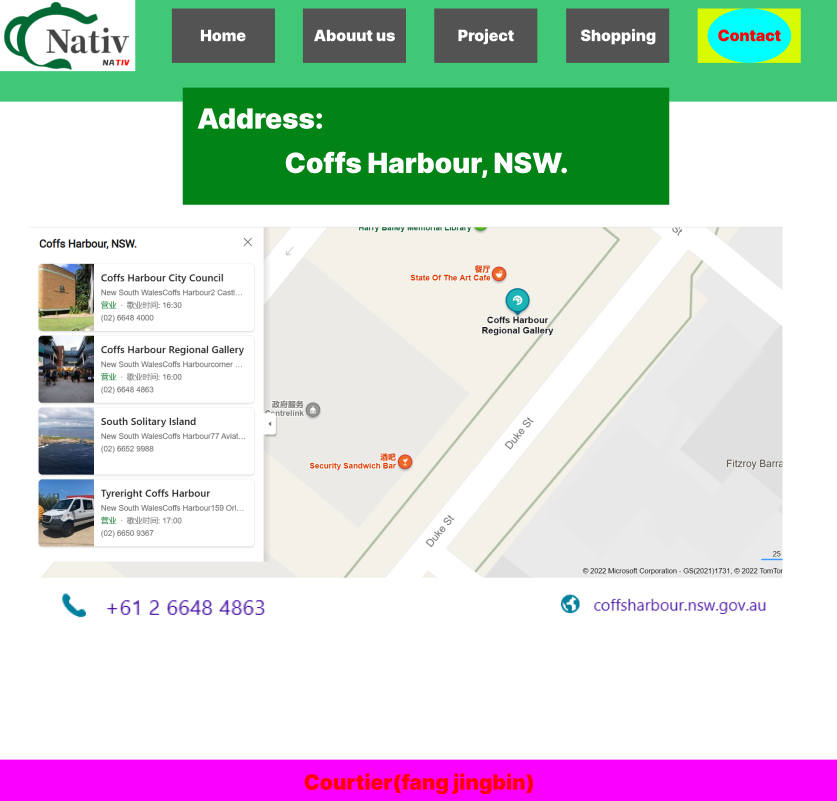 Nativ
NATIV
Home
Abouut us
Project
Shopping
Contact
Address:
Coffs Harbour, NSW.
Coffs Harbour, NSW.
Coffs Harbour City Council
New South WalesCoffs Harbour2 Castl...
营业 · 歇业时间: 16:30
(02) 6648 4000
Coffs Harbour Regional Gallery
New South WalesCoffs Harbourcorner ...
营业 · 歇业时间: 16:00
(02) 6648 4863
South Solitary Island
New South WalesCoffs Harbour77 Aviat...
(02) 6652 9988
Tyreright Coffs Harbour
New South WalesCoffs Harbour159 Orl...
营业 · 歇业时间: 17:00
(02) 6650 9367
Harry Bailey Memorial Library
餐厅
State Of The Art Cafe
Coffs Harbour
Regional Gallery
政府服务
Centrelink
酒吧
Security Sandwich Bar
Duke St
Duke St
Fitzroy Barra
25
© 2022 Microsoft Corporation - GS(2021)1731, © 2022 TomTom
+61 2 6648 4863
coffsharbour.nsw.gov.au
Courtier(fang jingbin)